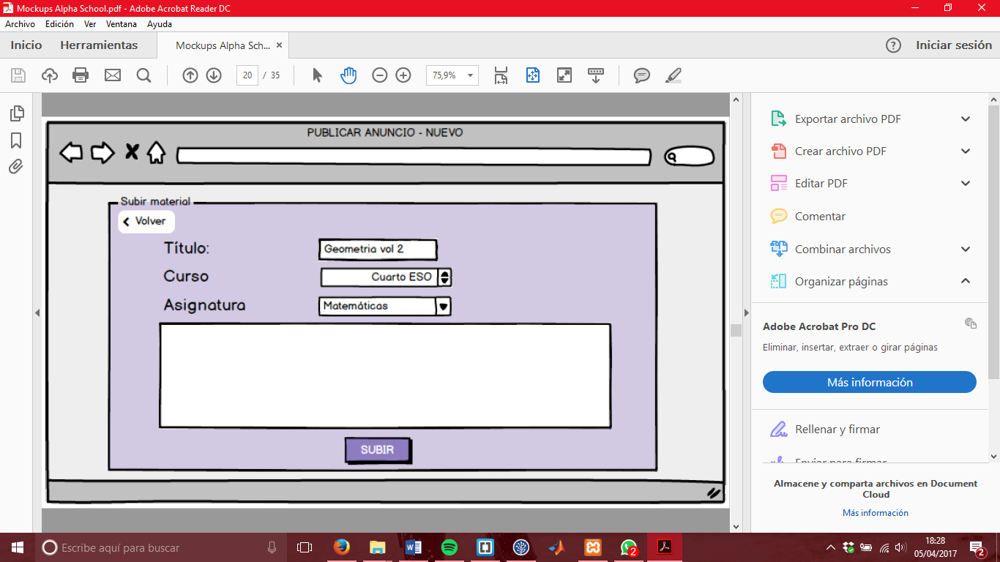 Mockups Alpha School.pdf - Adobe Acrobat Reader DC
Archivo Edición Ver Ventana Ayuda
Inicio Herramientas Mockups Alpha Sch... Iniciar sesión
20 / 35 75,9%
PUBLICAR ANUNCIO - NUEVO
Subir material
Volver
Título: Geometria vol 2
Curso Cuarto ESO
Asignatura Matemáticas
SUBIR
Exportar archivo PDF
Crear archivo PDF
Editar PDF
Comentar
Combinar archivos
Organizar páginas
Adobe Acrobat Pro DC
Eliminar, insertar, extraer o girar páginas
Más información
Rellenar y firmar
Enviar para firmar
Almacene y comparta archivos en Document
Cloud
Más información
Escribe aquí para buscar
2
18:28
05/04/2017
2